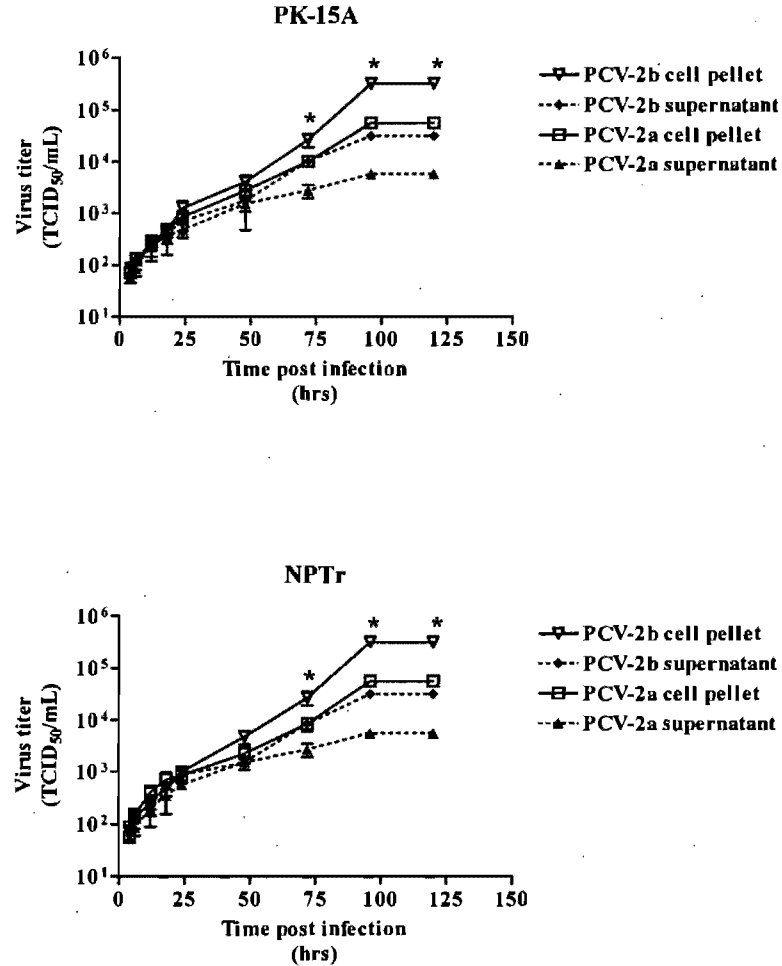 PK-15A
10⁶
10⁵
10⁴
10³
10²
10¹
Virus titer
(TCID₅₀/mL)
* * *
0 25 50 75 100 125 150
Time post infection
(hrs)
PCV-2b cell pellet
PCV-2b supernatant
PCV-2a cell pellet
PCV-2a supernatant
NPTr
10⁶
10⁵
10⁴
10³
10²
10¹
Virus titer
(TCID₅₀/mL)
* * *
0 25 50 75 100 125 150
Time post infection
(hrs)
PCV-2b cell pellet
PCV-2b supernatant
PCV-2a cell pellet
PCV-2a supernatant